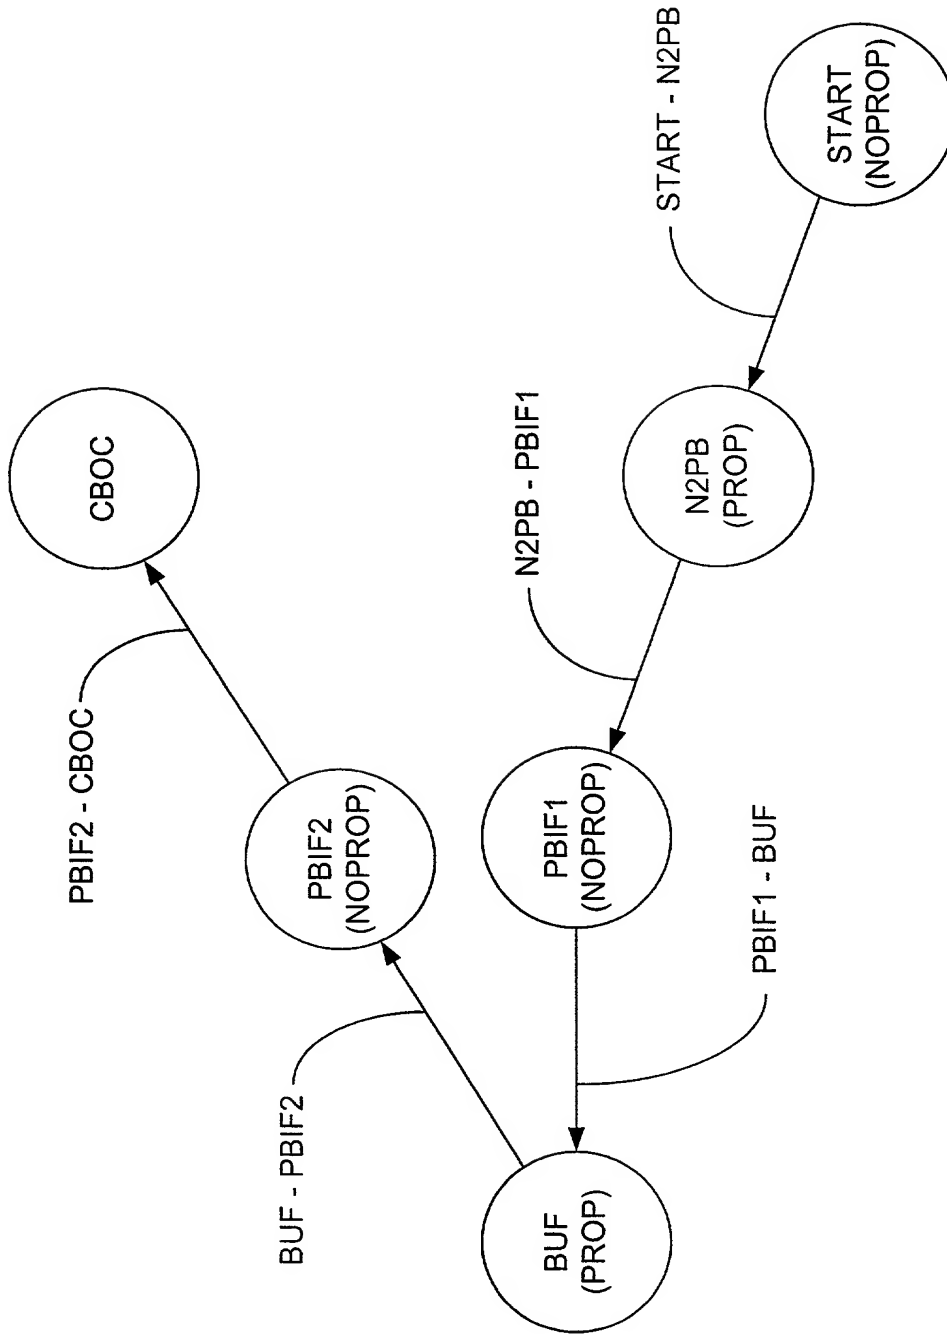 CBOC
PBIF2 - CBOC
PBIF2
(NOPROP)
BUF - PBIF2
START - N2PB
N2PB - PBIF1
START
(NOPROP)
N2PB
(PROP)
PBIF1
(NOPROP)
BUF
(PROP)
PBIF1 - BUF